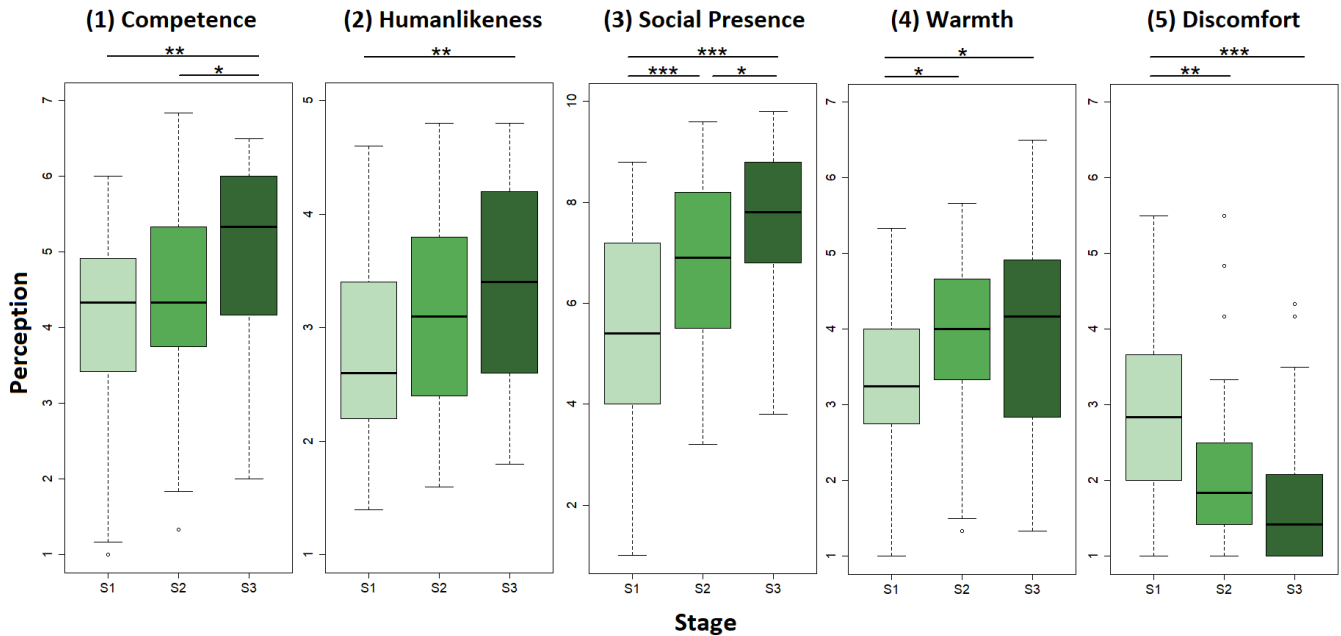 (1) Competence (2) Humanlikeness (3) Social Presence (4) Warmth (5) Discomfort
** ** *** * ***
* *** * * **
7 5 10 7 7
6 4 8 6 6
5 3 6 5 5
4 2 4 4 4
3 1 2 3 3
2 2 2
1 1 1
Perception
S1 S2 S3 S1 S2 S3 S1 S2 S3 S1 S2 S3 S1 S2 S3
Stage